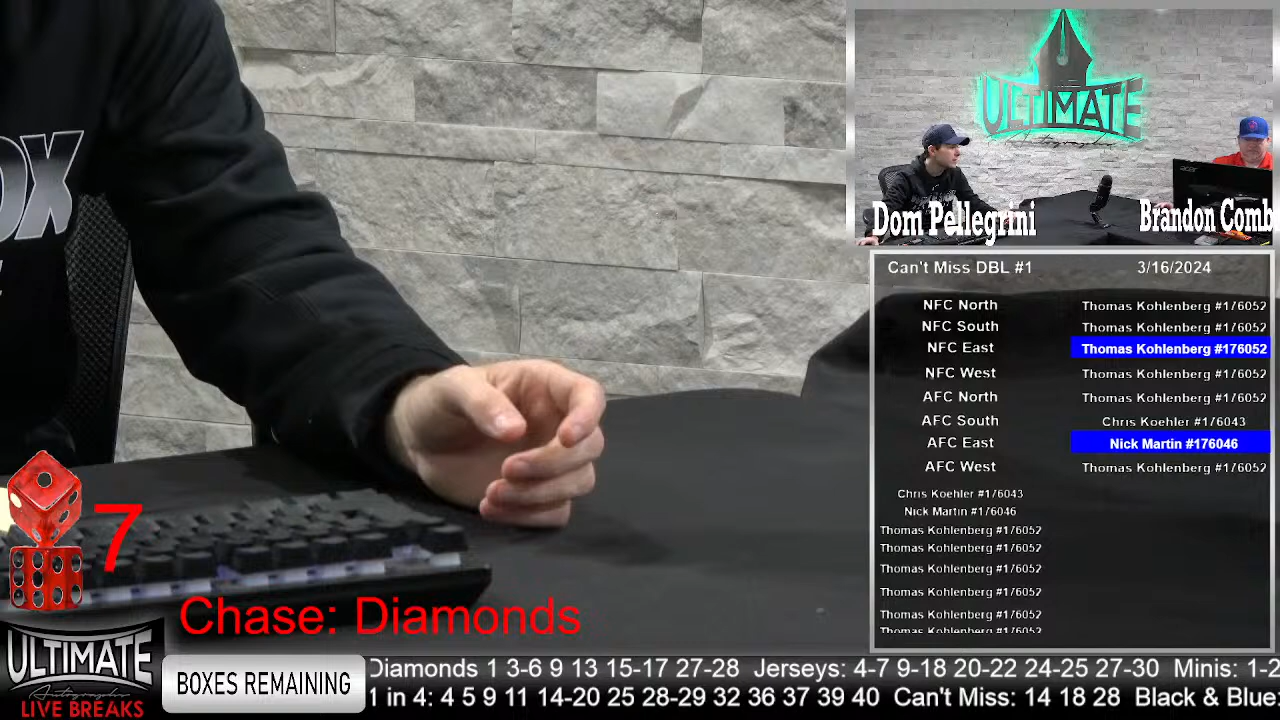 OX
ULTIMATE
Dom Pellegrini
Brandon Comb
Can't Miss DBL #1 3/16/2024
NFC North Thomas Kohlenberg #176052
NFC South Thomas Kohlenberg #176052
NFC East Thomas Kohlenberg #176052
NFC West Thomas Kohlenberg #176052
AFC North Thomas Kohlenberg #176052
AFC South Chris Koehler #176043
AFC East Nick Martin #176046
AFC West Thomas Kohlenberg #176052
Chris Koehler #176043
Nick Martin #176046
Thomas Kohlenberg #176052
Thomas Kohlenberg #176052
Thomas Kohlenberg #176052
Thomas Kohlenberg #176052
Thomas Kohlenberg #176052
Thomas Kohlenberg #176052
7
Chase: Diamonds
ULTIMATE
Autographs
LIVE BREAKS
BOXES REMAINING
Diamonds 1 3-6 9 13 15-17 27-28 Jerseys: 4-7 9-18 20-22 24-25 27-30 Minis: 1-2
1 in 4: 4 5 9 11 14-20 25 28-29 32 36 37 39 40 Can't Miss: 14 18 28 Black & Blue: